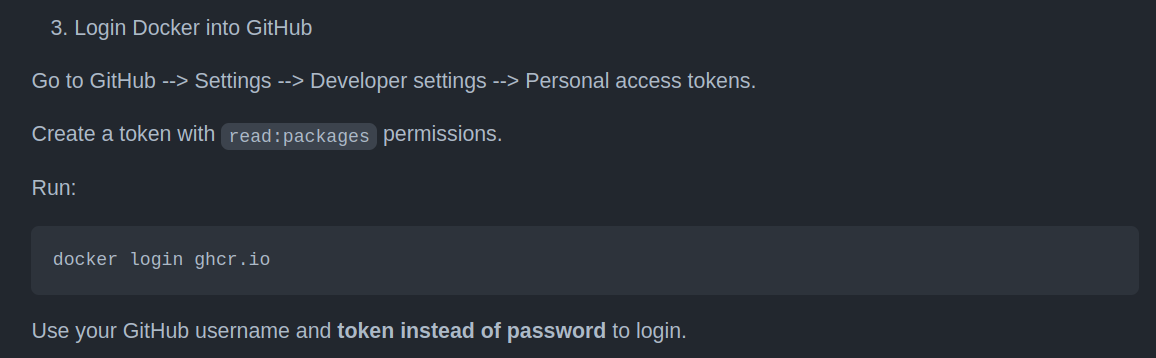 3. Login Docker into GitHub
Go to GitHub --> Settings --> Developer settings --> Personal access tokens.
Create a token with read:packages permissions.
Run:
docker login ghcr.io
Use your GitHub username and token instead of password to login.